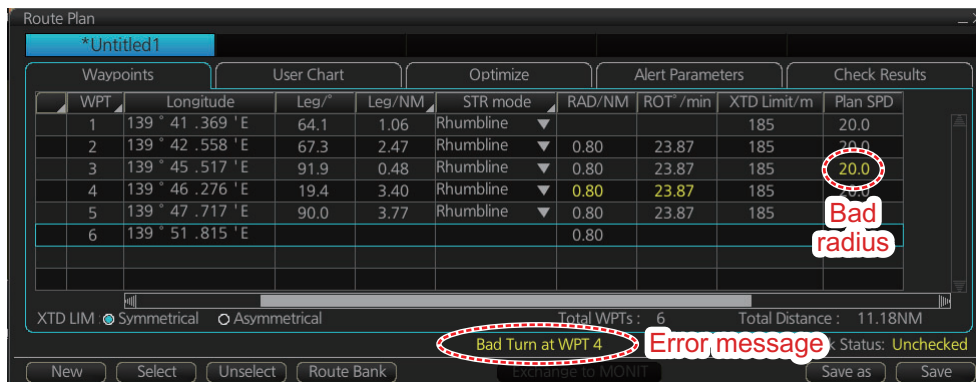 Route Plan
*Untitled1
Waypoints User Chart Optimize Alert Parameters Check Results
WPT Longitude Leg/° Leg/NM STR mode RAD/NM ROT°/min XTD Limit/m Plan SPD
1 139 ° 41 .369 ' E 64.1 1.06 Rhumbline ▼ 185 20.0
2 139 ° 42 .558 ' E 67.3 2.47 Rhumbline ▼ 0.80 23.87 185 20.0
3 139 ° 45 .517 ' E 91.9 0.48 Rhumbline ▼ 0.80 23.87 185 20.0
4 139 ° 46 .276 ' E 19.4 3.40 Rhumbline ▼ 0.80 23.87 185 20.0
5 139 ° 47 .717 ' E 90.0 3.77 Rhumbline ▼ 0.80 23.87 185
Bad
radius
6 139 ° 51 .815 ' E 0.80
XTD LIM Symmetrical Asymmetrical Total WPTs : 6 Total Distance : 11.18NM
Bad Turn at WPT 4 Error message Status: Unchecked
New Select Unselect Route Bank Exchange to MONIT Save as Save